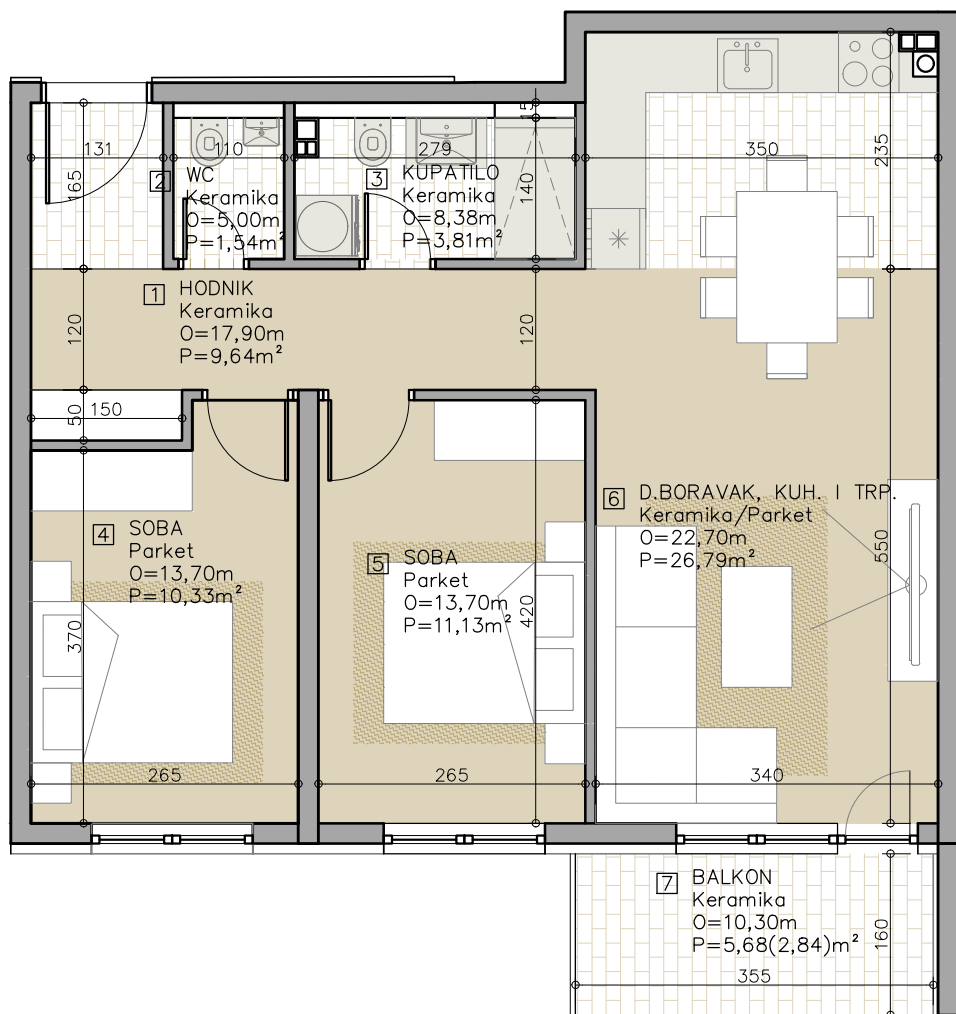 15
131
110
279
350
235
165
140
2
WC
Keramika
O=5,00m
P=1,54m²
3
KUPATILO
Keramika
O=8,38m
P=3,81m²
1
HODNIK
Keramika
O=17,90m
P=9,64m²
120
120
50
150
6
D.BORAVAK, KUH. I TRP.
Keramika/Parket
O=22,70m
P=26,79m²
550
4
SOBA
Parket
O=13,70m
P=10,33m²
5
SOBA
Parket
O=13,70m
P=11,13m²
370
420
265
265
340
7
BALKON
Keramika
O=10,30m
P=5,68(2,84)m²
160
355